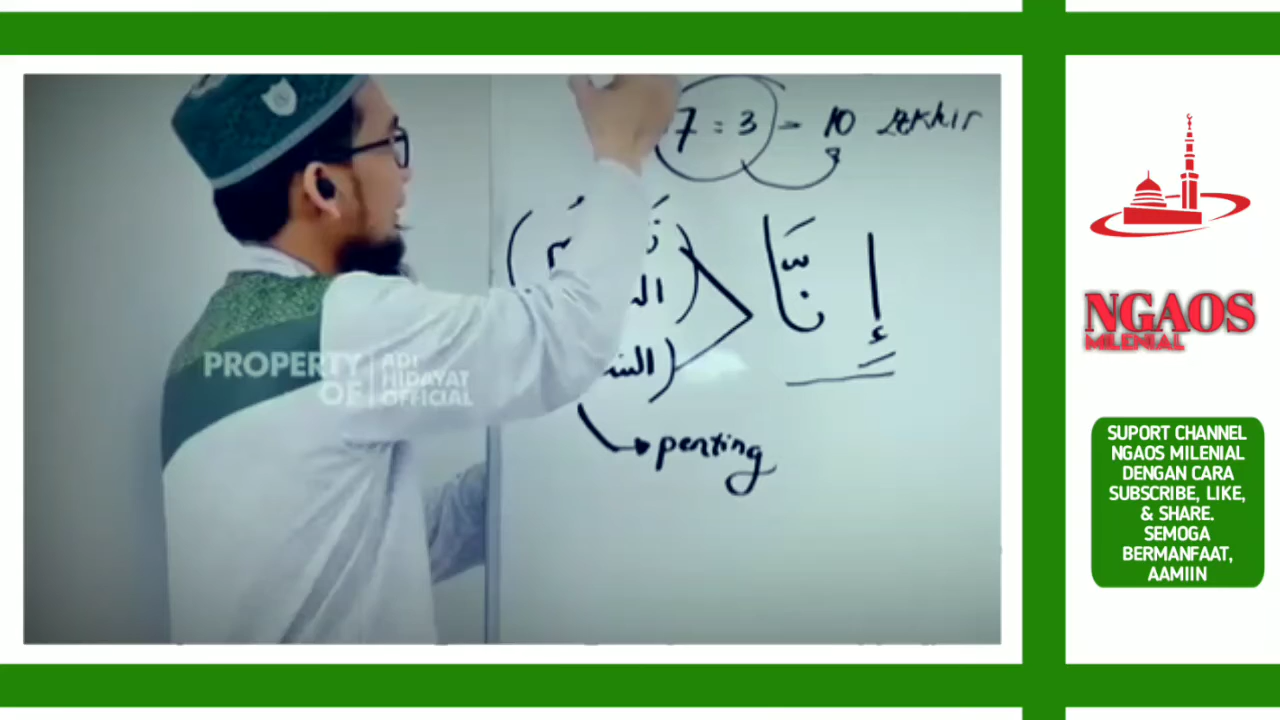 7 : 3 = 10 terkhir
إنّ
penting
PROPERTY OF | ADI HIDAYAT OFFICIAL
NGAOS
MILENIAL
SUPORT CHANNEL
NGAOS MILENIAL
DENGAN CARA
SUBSCRIBE, LIKE,
& SHARE.
SEMOGA
BERMANFAAT,
AAMIIN